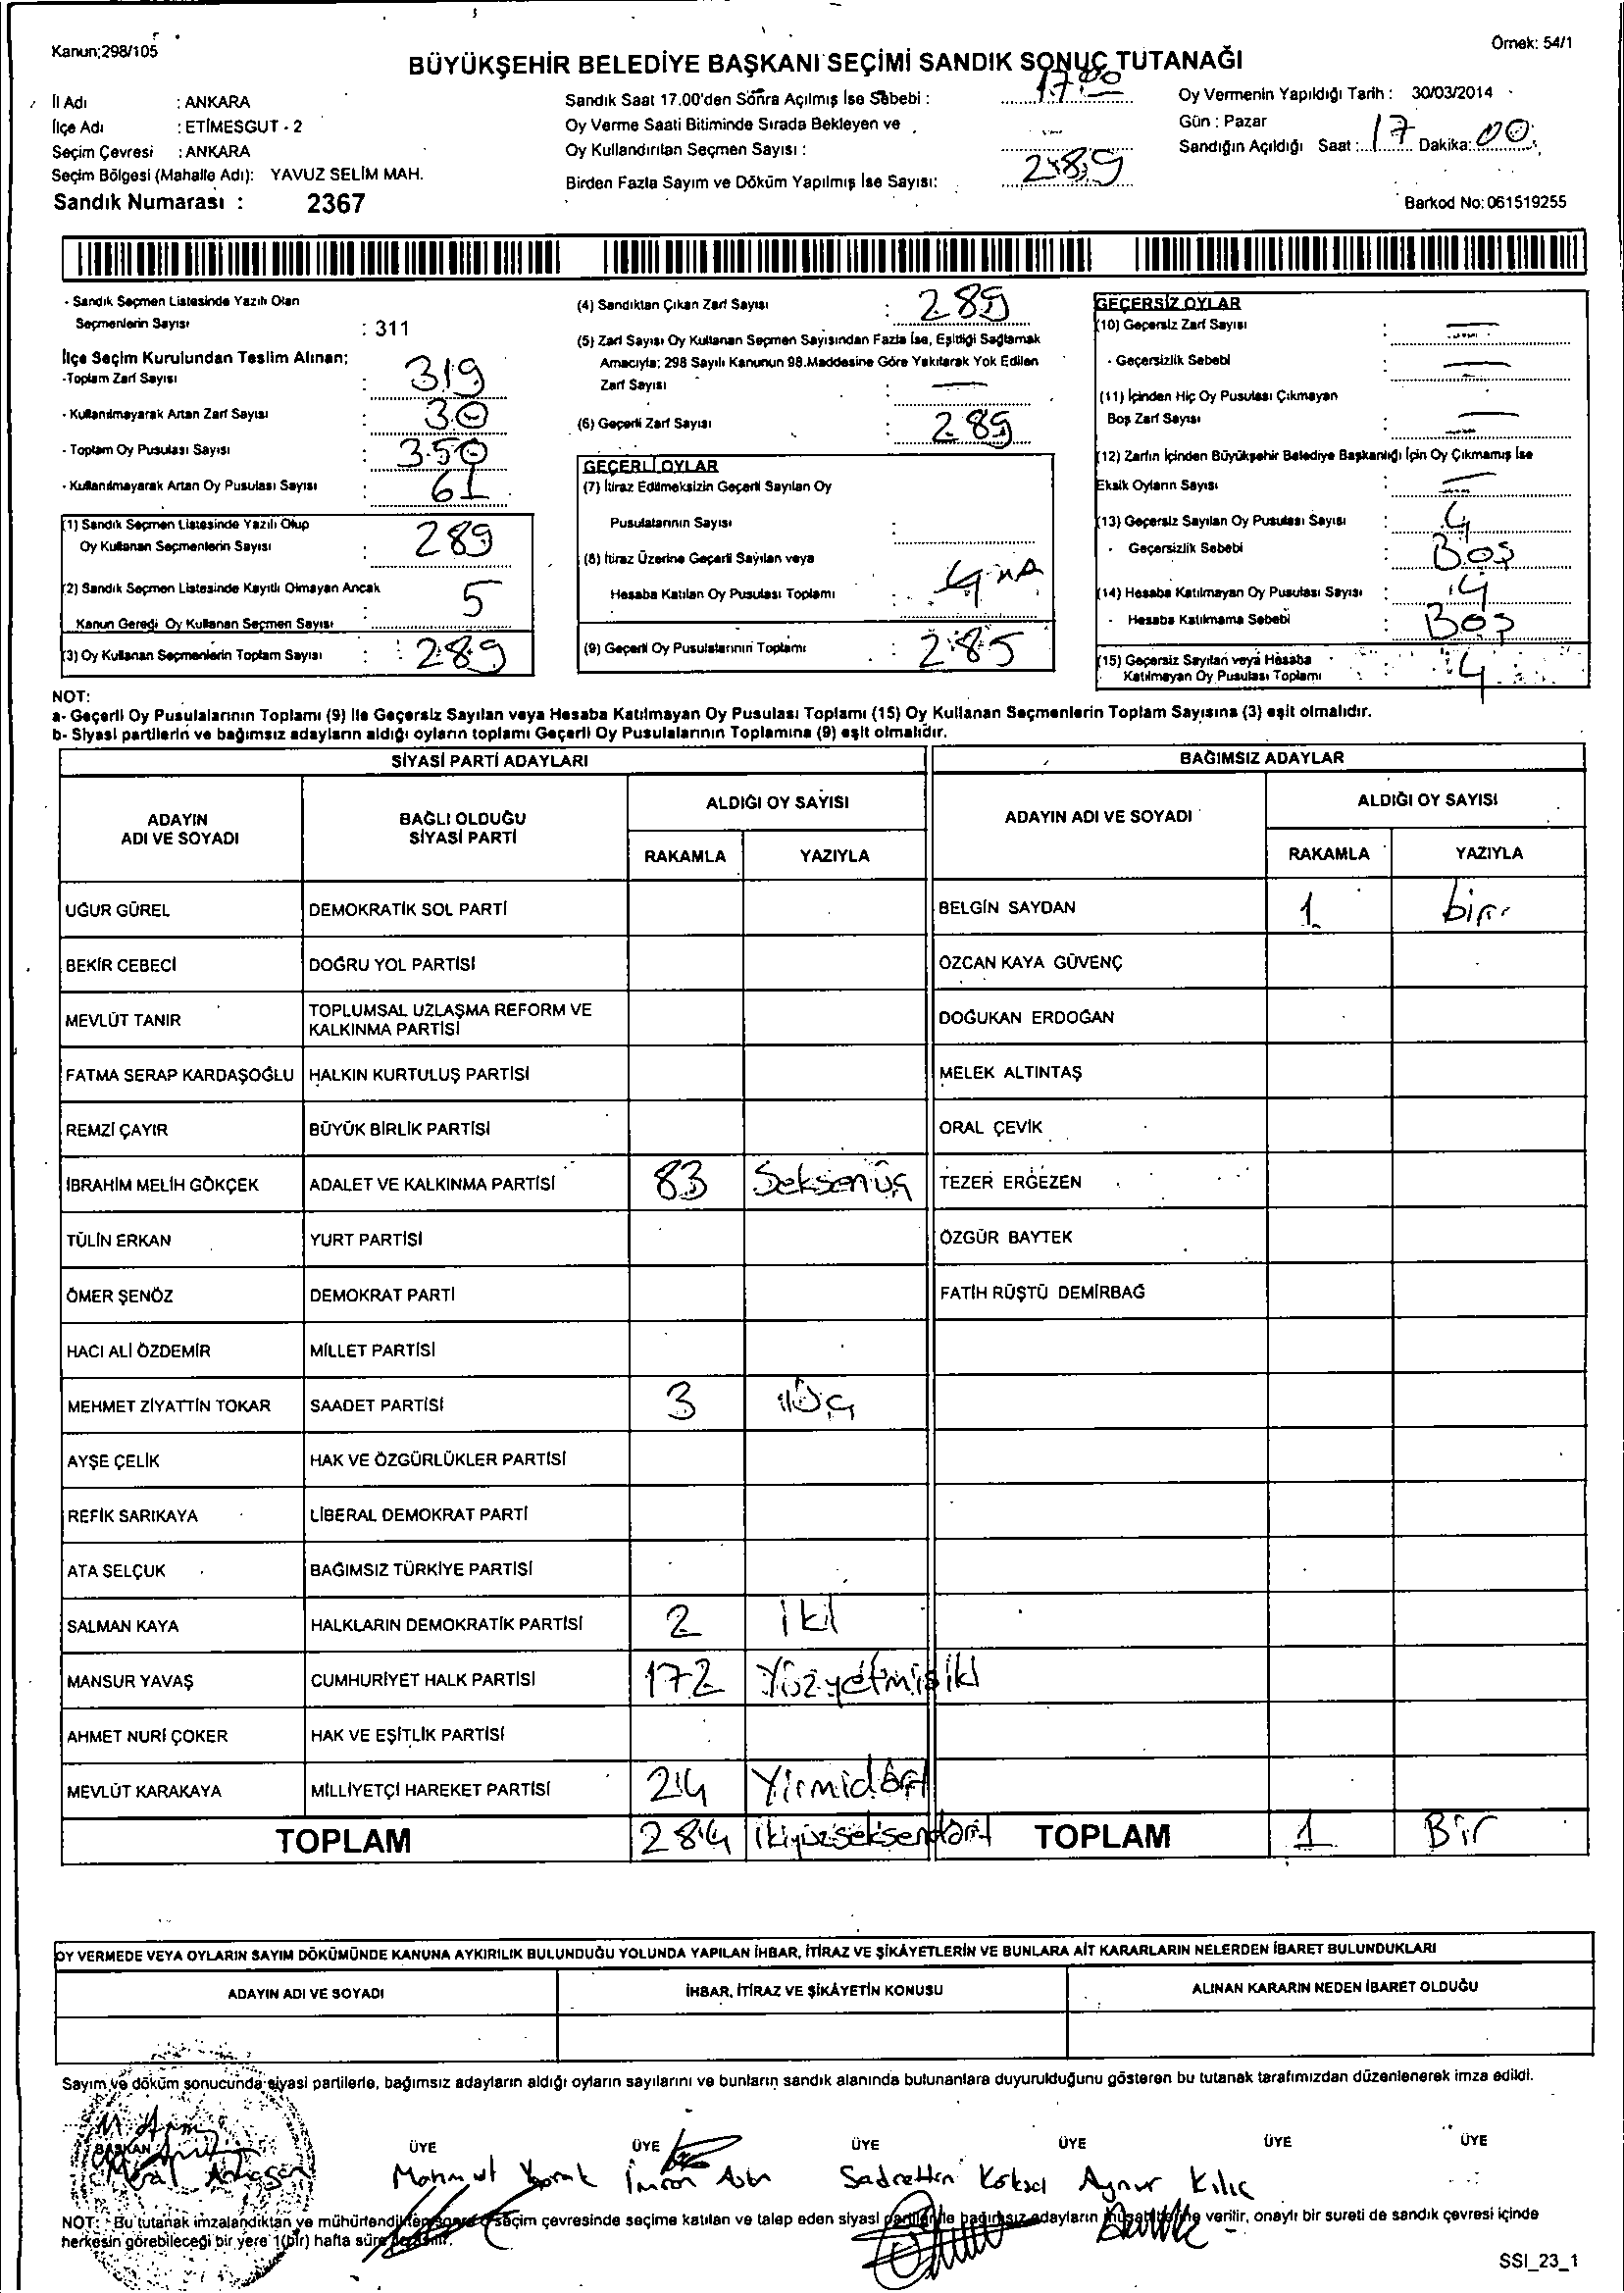 Kanun;298/105
Örnek: 54/1
BÜYÜKŞEHİR BELEDİYE BAŞKANI SEÇİMİ SANDIK SONUÇ TUTANAĞI
İl Adı : ANKARA
İlçe Adı : ETİMESGUT - 2
Seçim Çevresi : ANKARA
Seçim Bölgesi (Mahalle Adı): YAVUZ SELİM MAH.
Sandık Numarası : 2367
Sandık Saat 17.00'den Sonra Açılmış İse Sebebi : 17.00
Oy Verme Saati Bitiminde Sırada Bekleyen ve
Oy Kullandırılan Seçmen Sayısı :
Birden Fazla Sayım ve Döküm Yapılmış İse Sayısı: 289
Oy Vermenin Yapıldığı Tarih : 30/03/2014
Gün : Pazar
Sandığın Açıldığı Saat : 17 Dakika: 00
Barkod No: 061519255
- Sandık Seçmen Listesinde Yazılı Olan
Seçmenlerin Sayısı : 311
İlçe Seçim Kurulundan Teslim Alınan;
-Toplam Zarf Sayısı : 319
- Kullanılmayarak Artan Zarf Sayısı : 30
- Toplam Oy Pusulası Sayısı : 350
- Kullanılmayarak Artan Oy Pusulası Sayısı : 61
(1) Sandık Seçmen Listesinde Yazılı Olup
Oy Kullanan Seçmenlerin Sayısı : 289
(2) Sandık Seçmen Listesinde Kayıtlı Olmayan Ancak
Kanun Gereği Oy Kullanan Seçmen Sayısı 5
(3) Oy Kullanan Seçmenlerin Toplam Sayısı : 289
(4) Sandıktan Çıkan Zarf Sayısı : 289
(5) Zarf Sayısı Oy Kullanan Seçmen Sayısından Fazla İse, Eşitliği Sağlamak
Amacıyla; 298 Sayılı Kanunun 98.Maddesine Göre Yakılarak Yok Edilen
Zarf Sayısı : —
(6) Geçerli Zarf Sayısı : 289
GEÇERLİ OYLAR
(7) İtiraz Edilmeksizin Geçerli Sayılan Oy
Pusulalarının Sayısı :
(8) İtiraz Üzerine Geçerli Sayılan veya
Hesaba Katılan Oy Pusulası Toplamı :
(9) Geçerli Oy Pusulalarının Toplamı : 285
GEÇERSİZ OYLAR
(10) Geçersiz Zarf Sayısı : —
- Geçersizlik Sebebi : —
(11) İçinden Hiç Oy Pusulası Çıkmayan
Boş Zarf Sayısı : —
(12) Zarfın İçinden Büyükşehir Belediye Başkanlığı İçin Oy Çıkmamış İse
Eksik Oyların Sayısı : —
(13) Geçersiz Sayılan Oy Pusulası Sayısı : 4
- Geçersizlik Sebebi : Boş
(14) Hesaba Katılmayan Oy Pusulası Sayısı : 4
- Hesaba Katılmama Sebebi : Boş
(15) Geçersiz Sayılan veya Hesaba
Katılmayan Oy Pusulası Toplamı : 4
NOT:
a- Geçerli Oy Pusulalarının Toplamı (9) ile Geçersiz Sayılan veya Hesaba Katılmayan Oy Pusulası Toplamı (15) Oy Kullanan Seçmenlerin Toplam Sayısına (3) eşit olmalıdır.
b- Siyasi partilerin ve bağımsız adayların aldığı oyların toplamı Geçerli Oy Pusulalarının Toplamına (9) eşit olmalıdır.
SİYASİ PARTİ ADAYLARI BAĞIMSIZ ADAYLAR
ADAYIN ADI VE SOYADI BAĞLI OLDUĞU SİYASİ PARTİ ALDIĞI OY SAYISI ADAYIN ADI VE SOYADI ALDIĞI OY SAYISI
RAKAMLA YAZIYLA RAKAMLA YAZIYLA
UĞUR GÜREL DEMOKRATİK SOL PARTİ BELGİN SAYDAN 1 bir
BEKİR CEBECİ DOĞRU YOL PARTİSİ ÖZCAN KAYA GÜVENÇ
MEVLÜT TANIR TOPLUMSAL UZLAŞMA REFORM VE KALKINMA PARTİSİ DOĞUKAN ERDOĞAN
FATMA SERAP KARDAŞOĞLU HALKIN KURTULUŞ PARTİSİ MELEK ALTINTAŞ
REMZİ ÇAYIR BÜYÜK BİRLİK PARTİSİ ORAL ÇEVİK
İBRAHİM MELİH GÖKÇEK ADALET VE KALKINMA PARTİSİ 83 Seksenüç TEZER ERGEZEN
TÜLİN ERKAN YURT PARTİSİ ÖZGÜR BAYTEK
ÖMER ŞENÖZ DEMOKRAT PARTİ FATİH RÜŞTÜ DEMİRBAĞ
HACI ALİ ÖZDEMİR MİLLET PARTİSİ
MEHMET ZİYATTİN TOKAR SAADET PARTİSİ 3 üç
AYŞE ÇELİK HAK VE ÖZGÜRLÜKLER PARTİSİ
REFİK SARIKAYA LİBERAL DEMOKRAT PARTİ
ATA SELÇUK BAĞIMSIZ TÜRKİYE PARTİSİ
SALMAN KAYA HALKLARIN DEMOKRATİK PARTİSİ 2 iki
MANSUR YAVAŞ CUMHURİYET HALK PARTİSİ 172 Yüzyetmişiki
AHMET NURİ ÇOKER HAK VE EŞİTLİK PARTİSİ
MEVLÜT KARAKAYA MİLLİYETÇİ HAREKET PARTİSİ 24 Yirmidört
TOPLAM 284 ikiyüzseksendört TOPLAM 1 Bir
OY VERMEDE VEYA OYLARIN SAYIM DÖKÜMÜNDE KANUNA AYKIRILIK BULUNDUĞU YOLUNDA YAPILAN İHBAR, İTİRAZ VE ŞİKÂYETLERİN VE BUNLARA AİT KARARLARIN NELERDEN İBARET BULUNDUKLARI
ADAYIN ADI VE SOYADI İHBAR, İTİRAZ VE ŞİKÂYETİN KONUSU ALINAN KARARIN NEDEN İBARET OLDUĞU
Sayım ve döküm sonucunda siyasi partilerle, bağımsız adayların aldığı oyların sayılarını ve bunların sandık alanında bulunanlara duyurulduğunu gösteren bu tutanak tarafımızdan düzenlenerek imza edildi.
BAŞKAN ÜYE ÜYE ÜYE ÜYE ÜYE ÜYE
Meral Mahmut Sadrettin Köksal Aynur Kılıç
NOT: Bu tutanak imzalandıktan ve mühürlendikten sonra seçim çevresinde seçime katılan ve talep eden siyasi partilerle bağımsız adayların müşahitlerine verilir, onaylı bir sureti de sandık çevresi içinde
herkesin görebileceği bir yere 1(bir) hafta süre
SSI_23_1